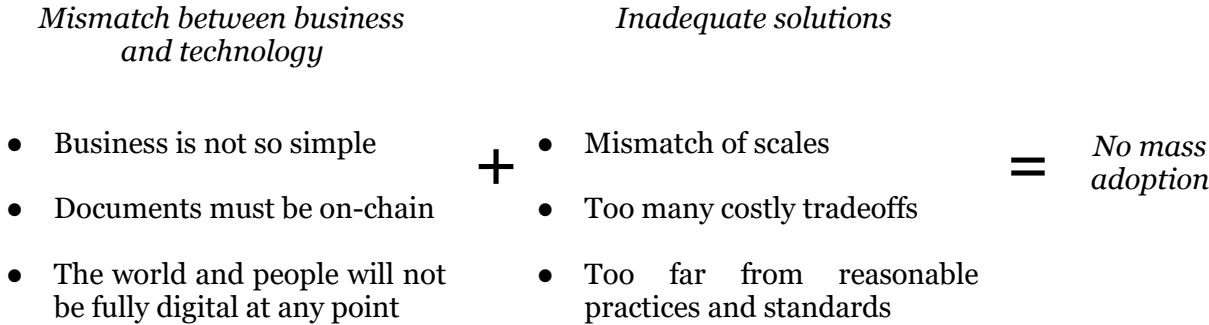 Mismatch between business
and technology
● Business is not so simple
● Documents must be on-chain
● The world and people will not
be fully digital at any point
+
Inadequate solutions
● Mismatch of scales
● Too many costly tradeoffs
● Too far from reasonable
practices and standards
=
No mass
adoption